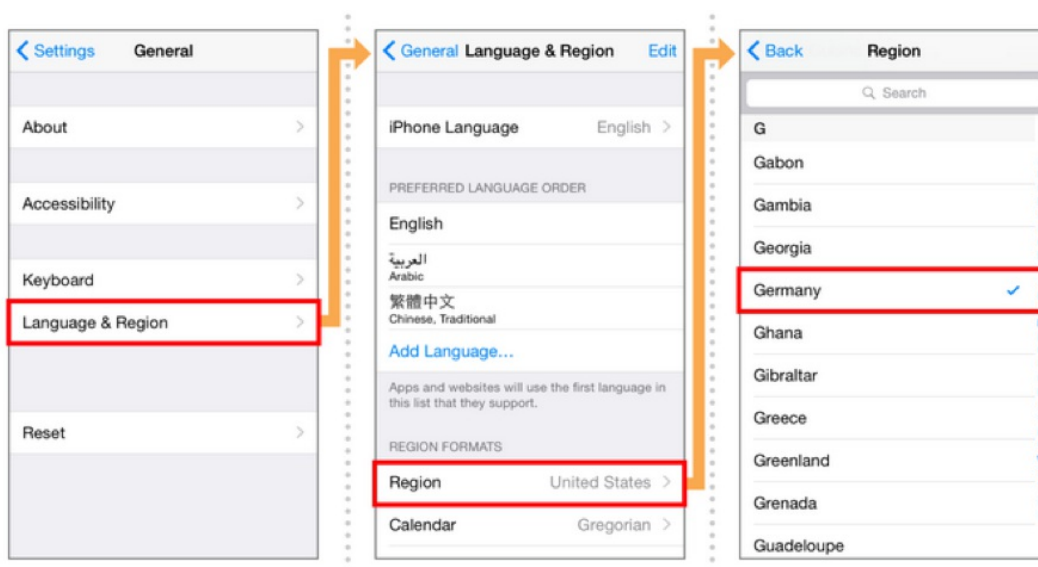 Settings
General
About
Accessibility
Keyboard
Language & Region
Reset
General
Language & Region
Edit
iPhone Language
English
PREFERRED LANGUAGE ORDER
English
العربية
Arabic
繁體中文
Chinese, Traditional
Add Language...
Apps and websites will use the first language in
this list that they support.
REGION FORMATS
Region
United States
Calendar
Gregorian
Back
Region
Search
G
Gabon
Gambia
Georgia
Germany
Ghana
Gibraltar
Greece
Greenland
Grenada
Guadeloupe